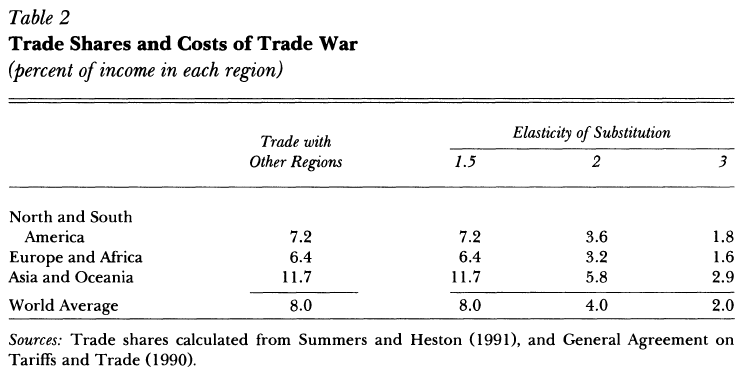 Table 2
Trade Shares and Costs of Trade War
(percent of income in each region)
Trade with Elasticity of Substitution
Other Regions 1.5 2 3
North and South
America 7.2 7.2 3.6 1.8
Europe and Africa 6.4 6.4 3.2 1.6
Asia and Oceania 11.7 11.7 5.8 2.9
World Average 8.0 8.0 4.0 2.0
Sources: Trade shares calculated from Summers and Heston (1991), and General Agreement on
Tariffs and Trade (1990).